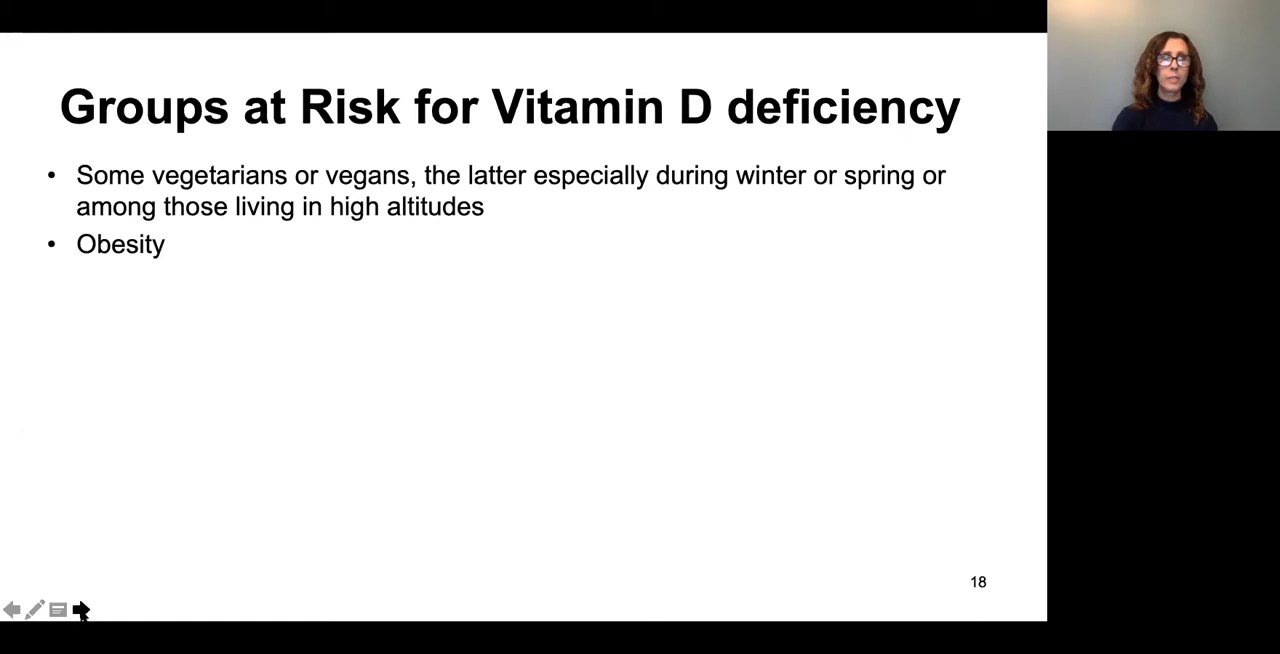 Groups at Risk for Vitamin D deficiency
• Some vegetarians or vegans, the latter especially during winter or spring or
among those living in high altitudes
• Obesity
18